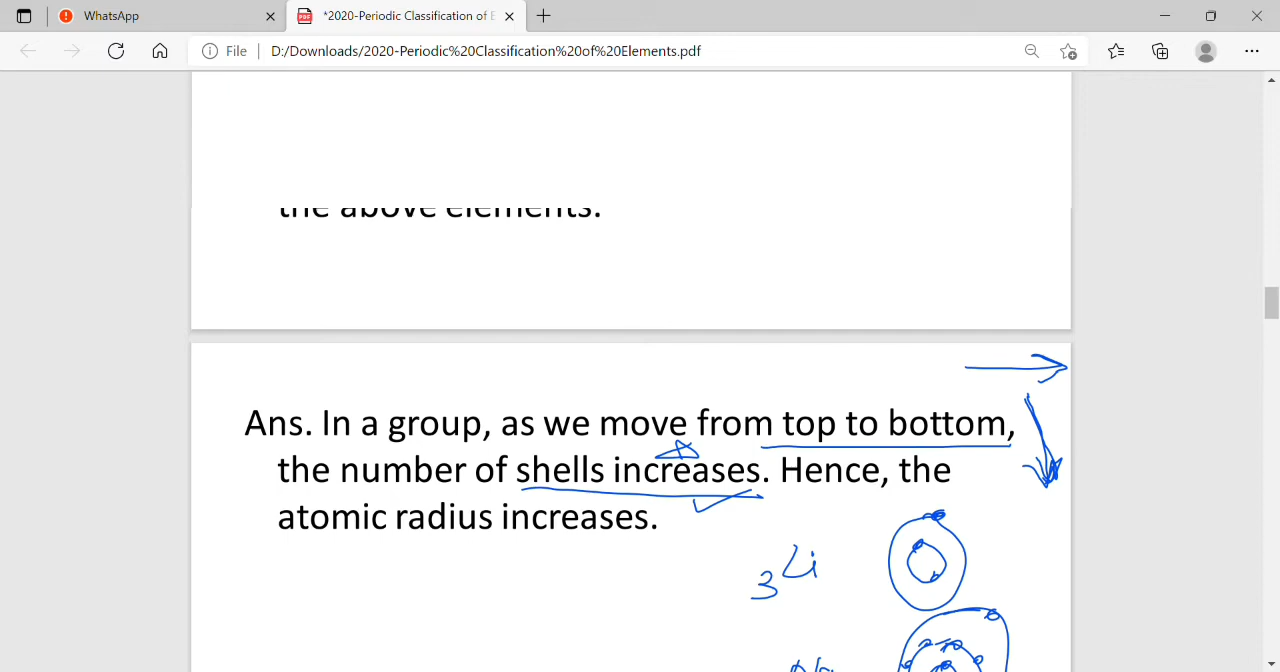 WhatsApp
*2020-Periodic Classification of E
File
D:/Downloads/2020-Periodic%20Classification%20of%20Elements.pdf
the above elements.
Ans. In a group, as we move from top to bottom,
the number of shells increases. Hence, the
atomic radius increases.
3Li